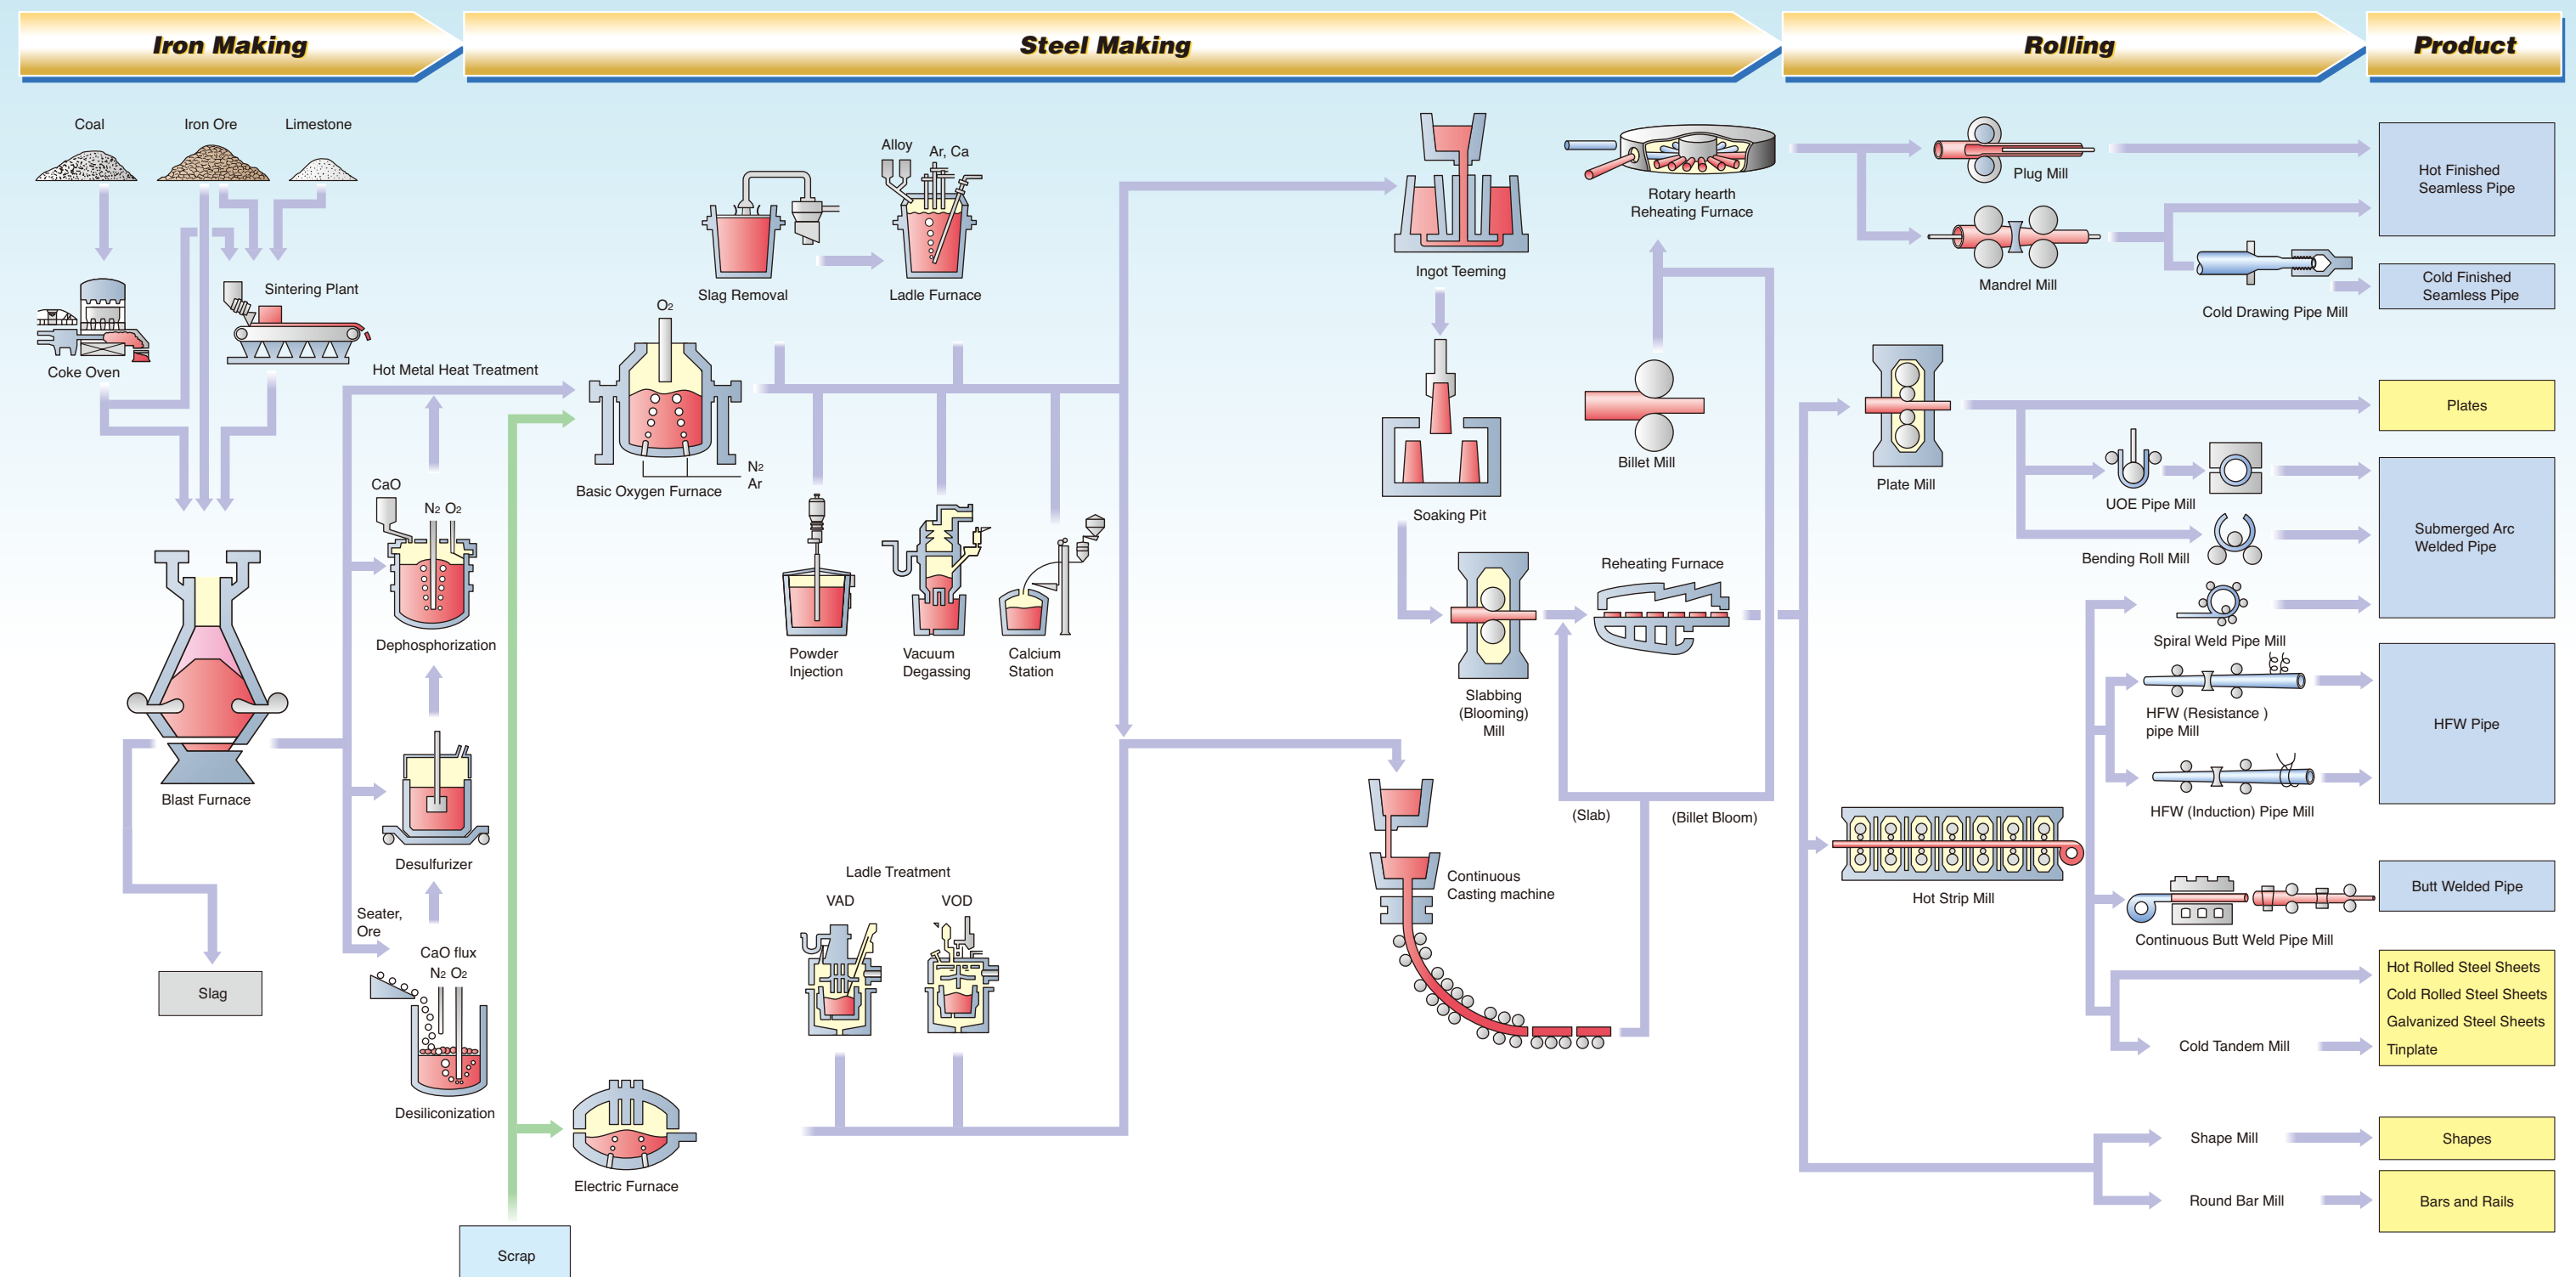 Iron Making
Steel Making
Rolling
Product
Coal
Iron Ore
Limestone
Coke Oven
Sintering Plant
Hot Metal Heat Treatment
CaO
N2 O2
Dephosphorization
Blast Furnace
Desulfurizer
Seater,
Ore
CaO flux
N2 O2
Desiliconization
Slag
Scrap
Slag Removal
Alloy
Ar, Ca
Ladle Furnace
O2
N2
Ar
Basic Oxygen Furnace
Powder
Injection
Vacuum
Degassing
Calcium
Station
Ladle Treatment
VAD
VOD
Electric Furnace
Ingot Teeming
Soaking Pit
Slabbing
(Blooming)
Mill
Rotary hearth
Reheating Furnace
Billet Mill
Reheating Furnace
(Slab)
(Billet Bloom)
Continuous
Casting machine
Plug Mill
Mandrel Mill
Cold Drawing Pipe Mill
Plate Mill
UOE Pipe Mill
Bending Roll Mill
Spiral Weld Pipe Mill
HFW (Resistance )
pipe Mill
HFW (Induction) Pipe Mill
Hot Strip Mill
Continuous Butt Weld Pipe Mill
Cold Tandem Mill
Shape Mill
Round Bar Mill
Hot Finished
Seamless Pipe
Cold Finished
Seamless Pipe
Plates
Submerged Arc
Welded Pipe
HFW Pipe
Butt Welded Pipe
Hot Rolled Steel Sheets
Cold Rolled Steel Sheets
Galvanized Steel Sheets
Tinplate
Shapes
Bars and Rails